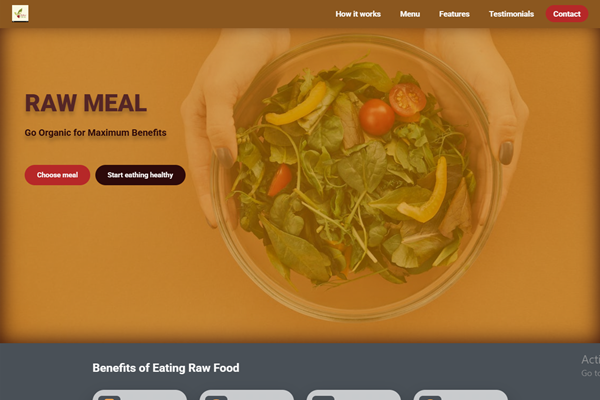 How it works Menu Features Testimonials Contact
RAW MEAL
Go Organic for Maximum Benefits
Choose meal Start eathing healthy
Benefits of Eating Raw Food
Acti
Go to